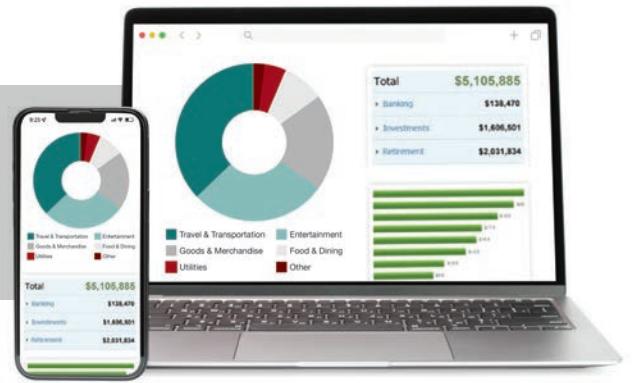 Total $5,105,885
Banking $138,470
Investments $1,606,501
Retirement $2,031,834
Travel & Transportation Entertainment
Goods & Merchandise Food & Dining
Utilities Other
9:25
Travel & Transportation Entertainment
Goods & Merchandise Food & Dining
Utilities Other
Total $5,105,885
Banking $138,470
Investments $1,606,501
Retirement $2,031,834